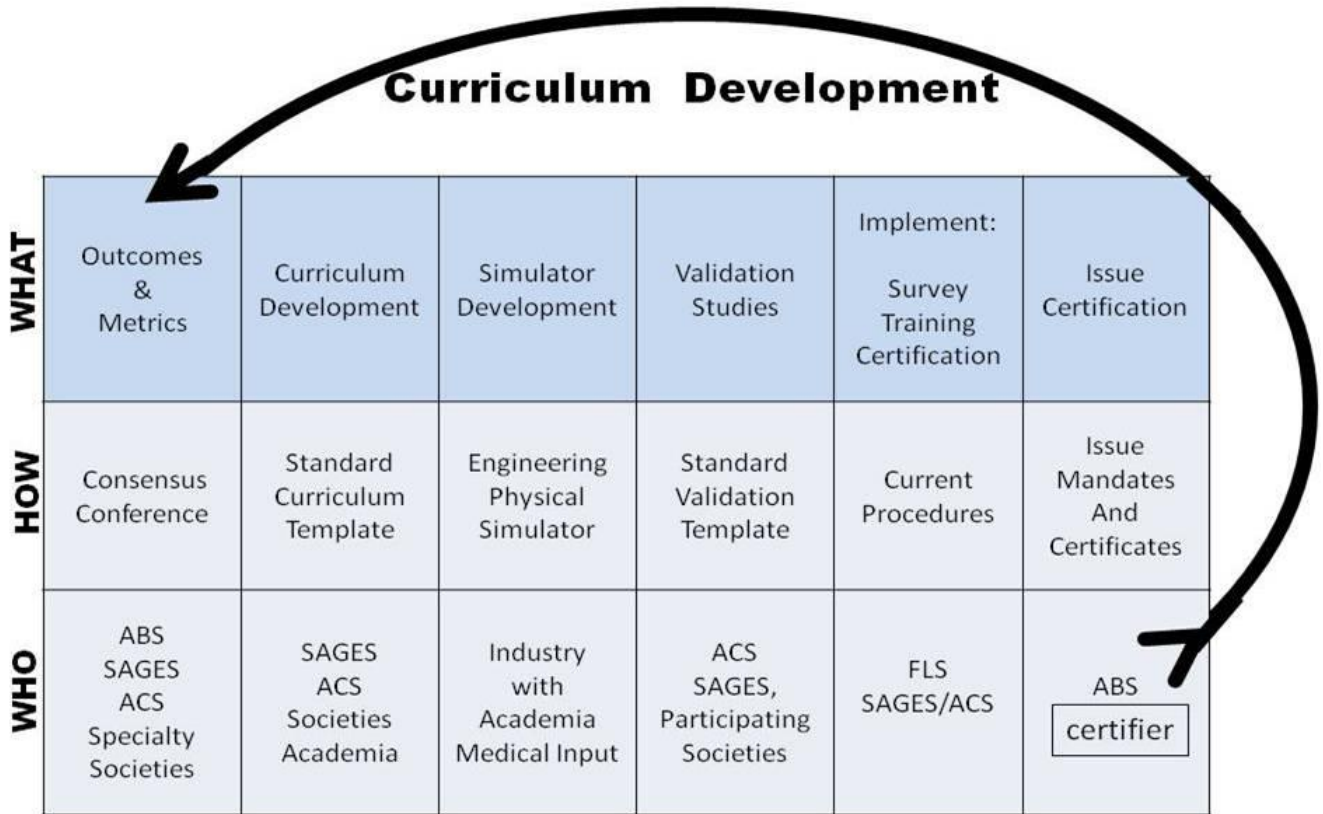 Curriculum Development
WHAT
Outcomes
&
Metrics
Curriculum
Development
Simulator
Development
Validation
Studies
Implement:
Survey
Training
Certification
Issue
Certification
HOW
Consensus
Conference
Standard
Curriculum
Template
Engineering
Physical
Simulator
Standard
Validation
Template
Current
Procedures
Issue
Mandates
And
Certificates
WHO
ABS
SAGES
ACS
Specialty
Societies
SAGES
ACS
Societies
Academia
Industry
with
Academia
Medical Input
ACS
SAGES,
Participating
Societies
FLS
SAGES/ACS
ABS
certifier